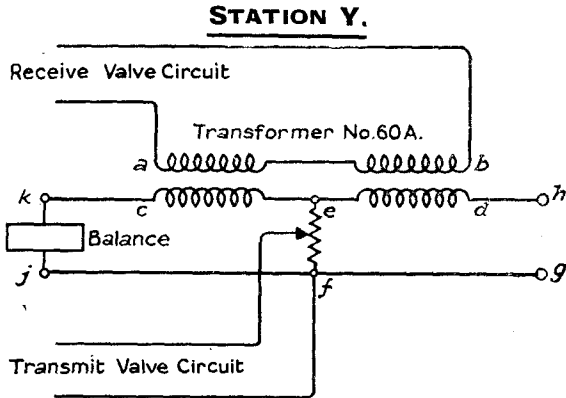 STATION Y.
Receive Valve Circuit
Transformer No. 60A.
a
b
k
c
e
d
h
Balance
j
f
g
Transmit Valve Circuit